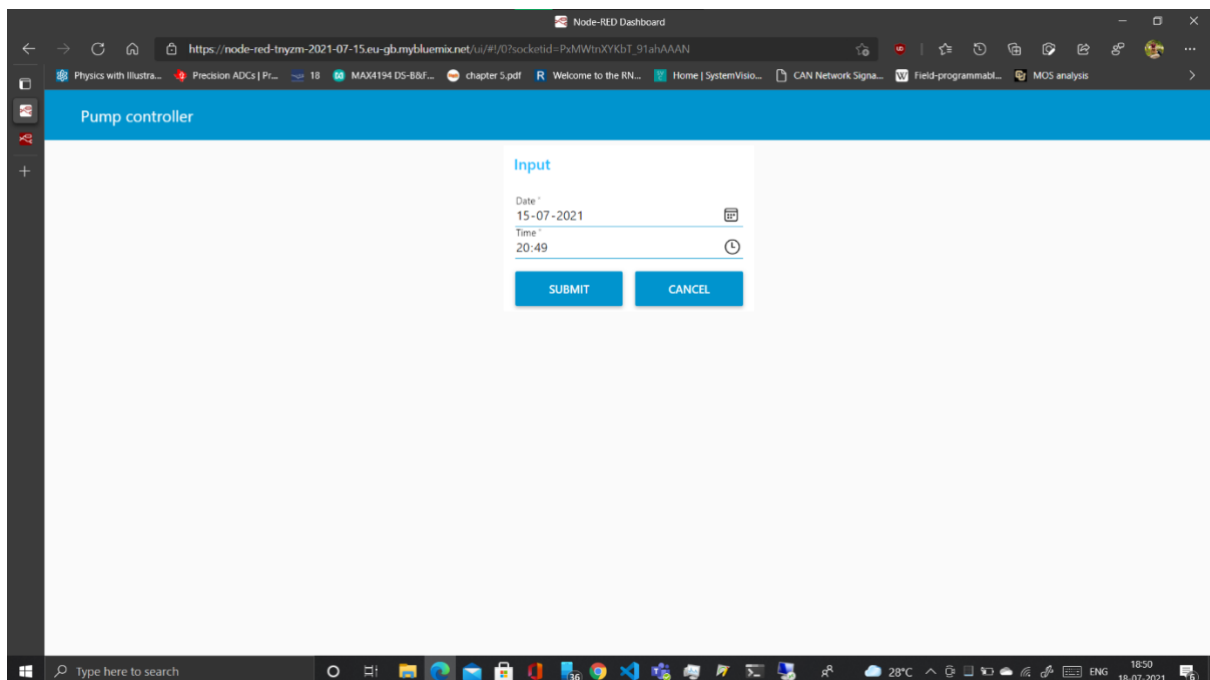 Node-RED Dashboard
https://node-red-tnyzm-2021-07-15.eu-gb.mybluemix.net/ui/#!/0?socketid=PxMWtnXYKbT_91ahAAAN
Physics with Illustra... Precision ADCs | Pr... 18 MAX4194 DS-B&F... chapter 5.pdf R Welcome to the RN... Home | SystemVisio... CAN Network Signa... W Field-programmabl... MOS analysis
Pump controller
Input
Date *
15-07-2021
Time *
20:49
SUBMIT CANCEL
Type here to search 36 28°C ENG 18:50
18-07-2021 6